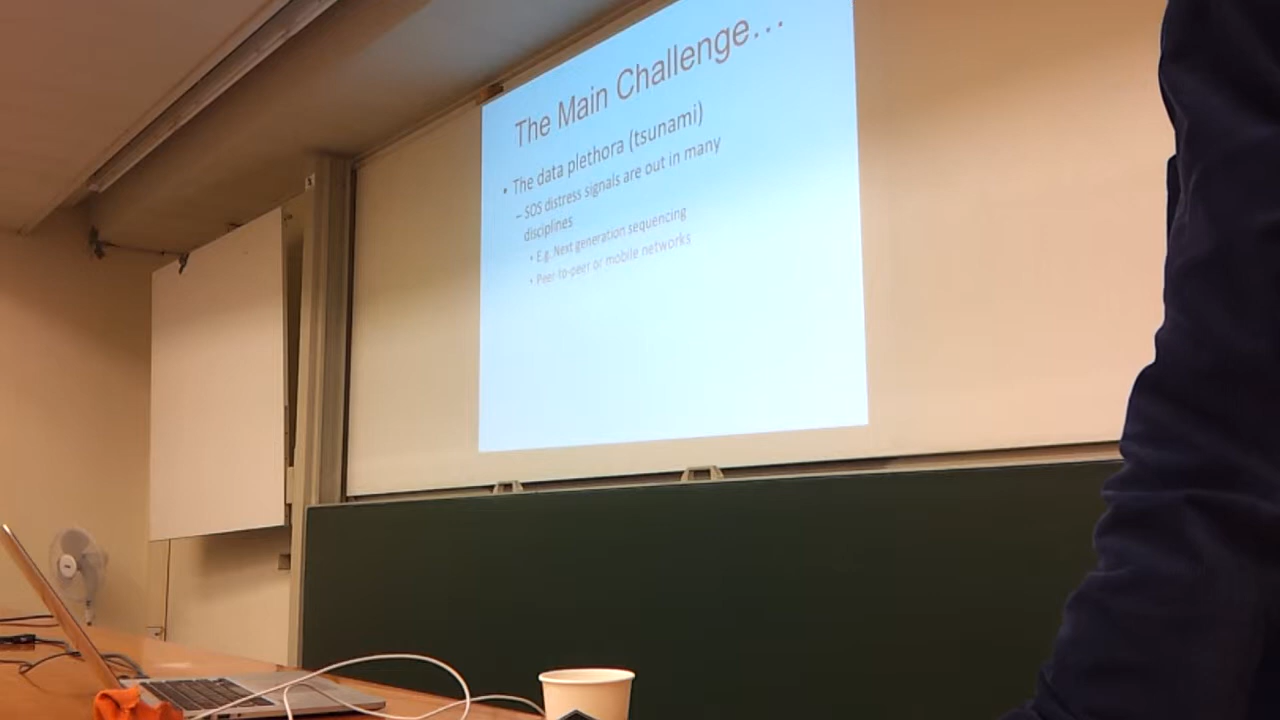 The Main Challenge...
• The data plethora (tsunami)
– SOS distress signals are out in many
disciplines
• E.g. Next generation sequencing
• Peer-to-peer or mobile networks